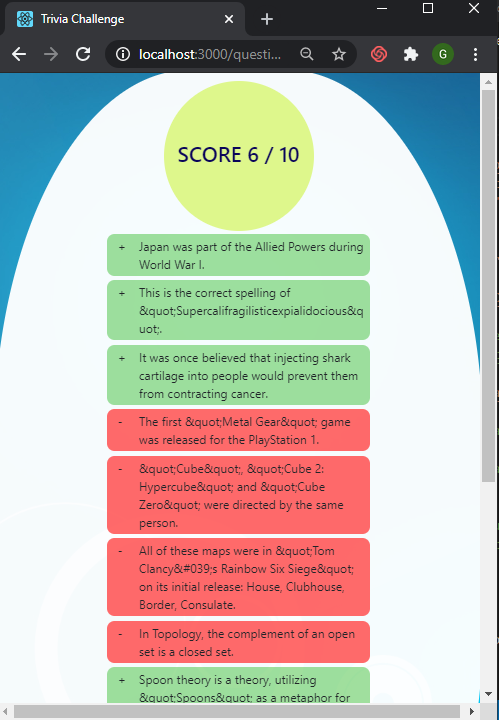 Trivia Challenge
localhost:3000/questi...
G
SCORE 6 / 10
+ Japan was part of the Allied Powers during
World War I.
+ This is the correct spelling of
&quot;Supercalifragilisticexpialidocious&q
uot;.
+ It was once believed that injecting shark
cartilage into people would prevent them
from contracting cancer.
- The first &quot;Metal Gear&quot; game
was released for the PlayStation 1.
- &quot;Cube&quot;, &quot;Cube 2:
Hypercube&quot; and &quot;Cube
Zero&quot; were directed by the same
person.
- All of these maps were in &quot;Tom
Clancy&#039;s Rainbow Six Siege&quot;
on its initial release: House, Clubhouse,
Border, Consulate.
- In Topology, the complement of an open
set is a closed set.
+ Spoon theory is a theory, utilizing
&quot;Spoons&quot; as a metaphor for